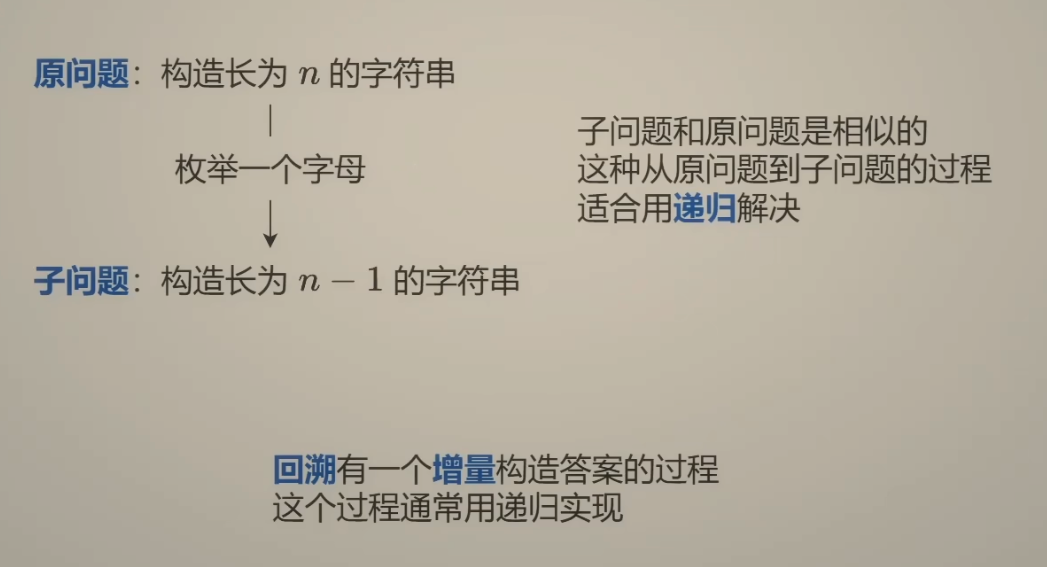 原问题：构造长为 n 的字符串
枚举一个字母
子问题：构造长为 n − 1 的字符串
子问题和原问题是相似的
这种从原问题到子问题的过程
适合用递归解决
回溯有一个增量构造答案的过程
这个过程通常用递归实现